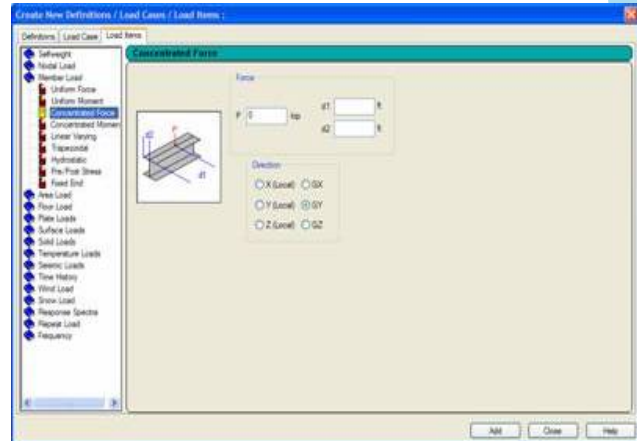 Create New Definitions / Load Cases / Load Items :
Definitions Load Case Load Items
Selfweight
Nodal Load
Member Load
Uniform Force
Uniform Moment
Concentrated Force
Concentrated Momen
Linear Varying
Trapezoidal
Hydrostatic
Pre/Post Stress
Fixed End
Area Load
Floor Load
Plate Loads
Surface Loads
Solid Loads
Temperature Loads
Seismic Loads
Time History
Wind Load
Snow Load
Response Spectra
Repeat Load
Frequency
Concentrated Force
P
d2
d1
Force
P 0 kip
d1 ft
d2 ft
Direction
X (Local) GX
Y (Local) GY
Z (Local) GZ
Add Close Help